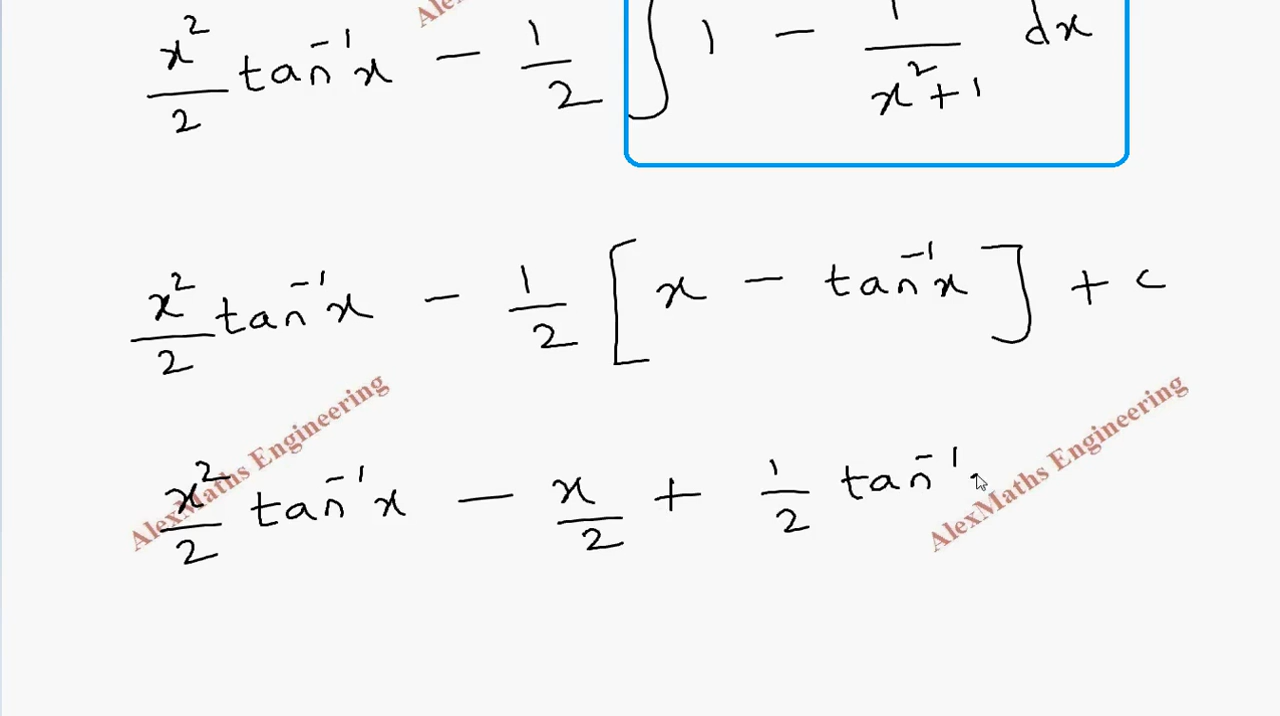 x²/2 tan⁻¹x − 1/2 ∫ 1 − 1/(x²+1) dx
x²/2 tan⁻¹x − 1/2 [x − tan⁻¹x] + c
AlexMaths Engineering
AlexMaths Engineering
x²/2 tan⁻¹x − x/2 + 1/2 tan⁻¹